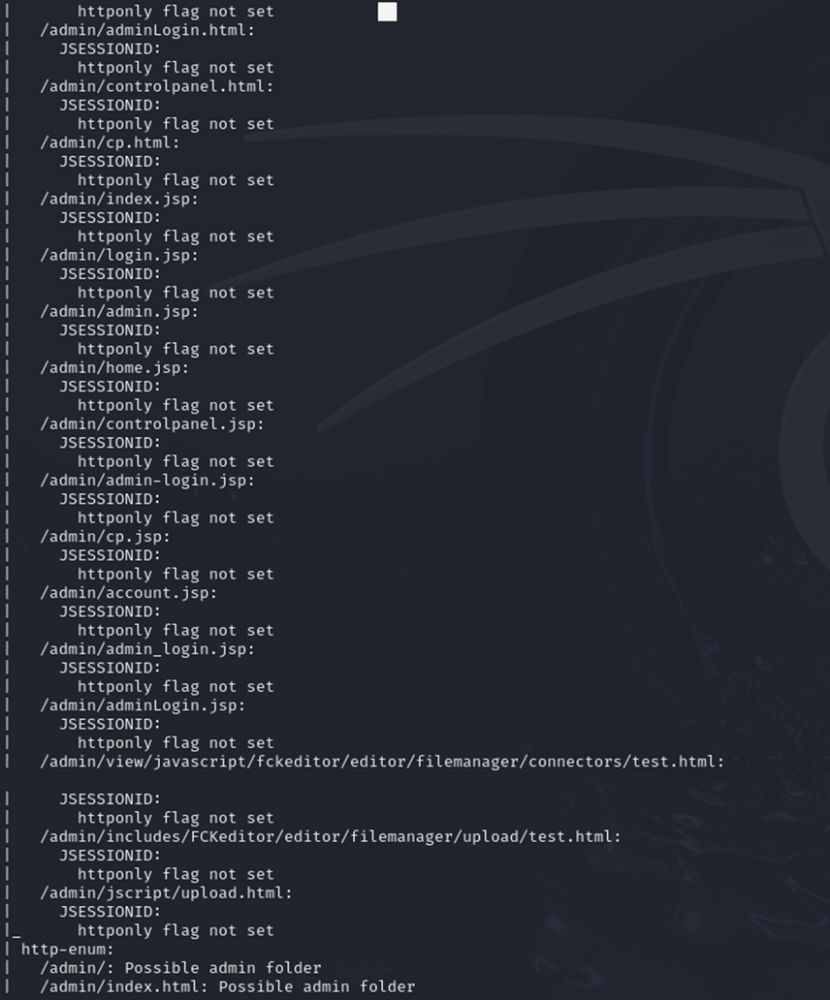 |       httponly flag not set
|   /admin/adminLogin.html:
|     JSESSIONID:
|       httponly flag not set
|   /admin/controlpanel.html:
|     JSESSIONID:
|       httponly flag not set
|   /admin/cp.html:
|     JSESSIONID:
|       httponly flag not set
|   /admin/index.jsp:
|     JSESSIONID:
|       httponly flag not set
|   /admin/login.jsp:
|     JSESSIONID:
|       httponly flag not set
|   /admin/admin.jsp:
|     JSESSIONID:
|       httponly flag not set
|   /admin/home.jsp:
|     JSESSIONID:
|       httponly flag not set
|   /admin/controlpanel.jsp:
|     JSESSIONID:
|       httponly flag not set
|   /admin/admin-login.jsp:
|     JSESSIONID:
|       httponly flag not set
|   /admin/cp.jsp:
|     JSESSIONID:
|       httponly flag not set
|   /admin/account.jsp:
|     JSESSIONID:
|       httponly flag not set
|   /admin/admin_login.jsp:
|     JSESSIONID:
|       httponly flag not set
|   /admin/adminLogin.jsp:
|     JSESSIONID:
|       httponly flag not set
|   /admin/view/javascript/fckeditor/editor/filemanager/connectors/test.html:
|     JSESSIONID:
|       httponly flag not set
|   /admin/includes/FCKeditor/editor/filemanager/upload/test.html:
|     JSESSIONID:
|       httponly flag not set
|   /admin/jscript/upload.html:
|     JSESSIONID:
|_      httponly flag not set
| http-enum:
|   /admin/: Possible admin folder
|   /admin/index.html: Possible admin folder